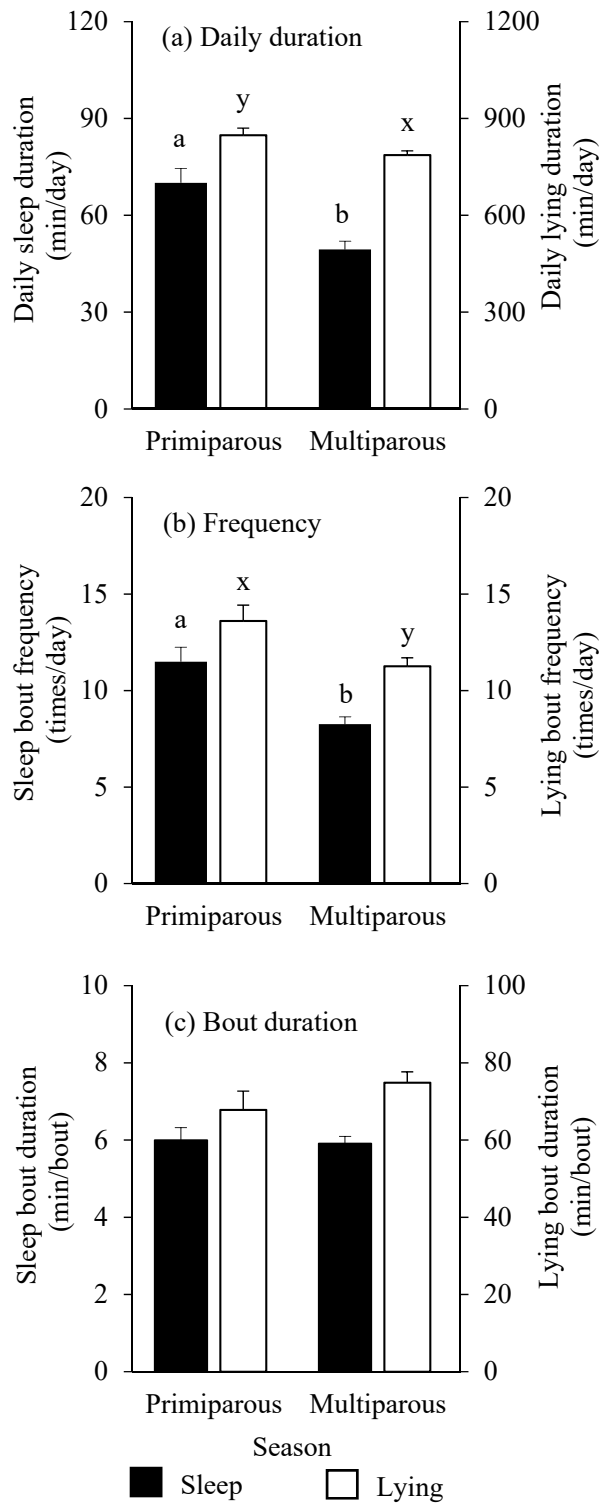 (a) Daily duration
Daily sleep duration
(min/day)
120
90
60
30
0
a
y
b
x
1200
900
600
300
0
Daily lying duration
(min/day)
Primiparous Multiparous
(b) Frequency
Sleep bout frequency
(times/day)
20
15
10
5
0
a
x
b
y
20
15
10
5
0
Lying bout frequency
(times/day)
Primiparous Multiparous
(c) Bout duration
Sleep bout duration
(min/bout)
10
8
6
4
2
0
100
80
60
40
20
0
Lying bout duration
(min/bout)
Primiparous Multiparous
Season
Sleep Lying